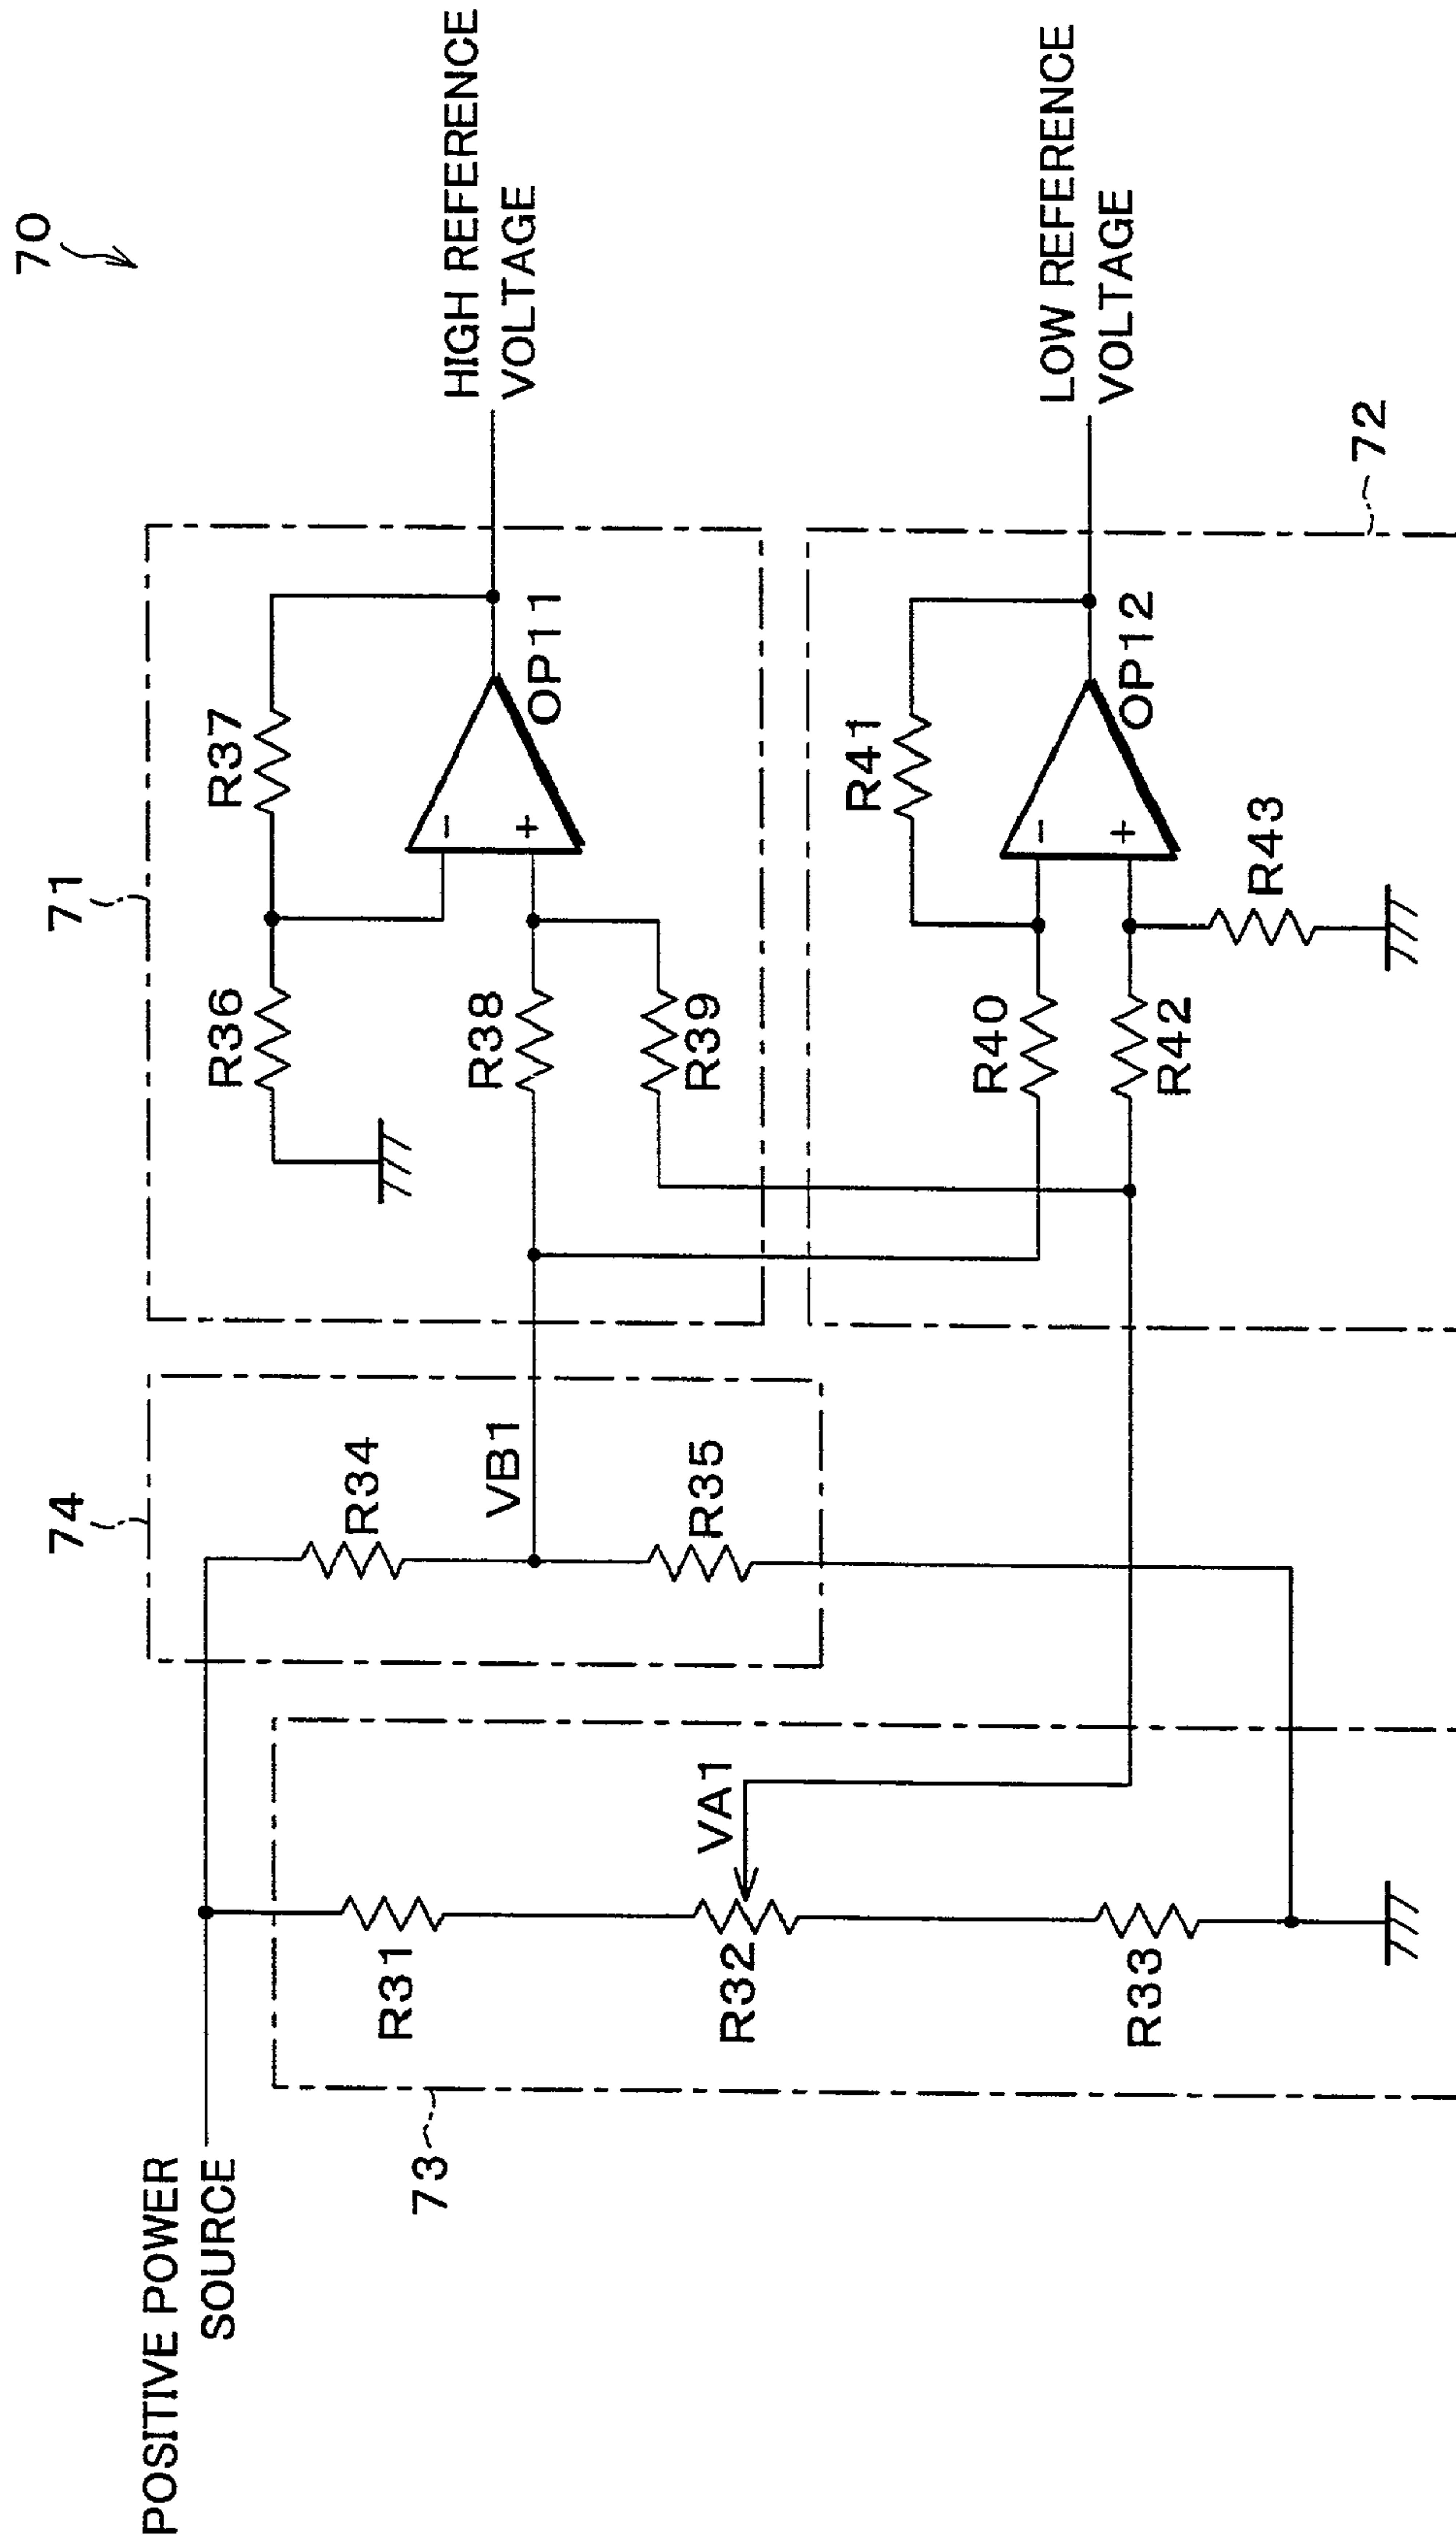 70
POSITIVE POWER
SOURCE
73
R31
R32
R33
VA1
74
R34
VB1
R35
71
R36
R37
R38
R39
OP11
HIGH REFERENCE
VOLTAGE
72
R40
R41
R42
R43
OP12
LOW REFERENCE
VOLTAGE
-
+
-
+